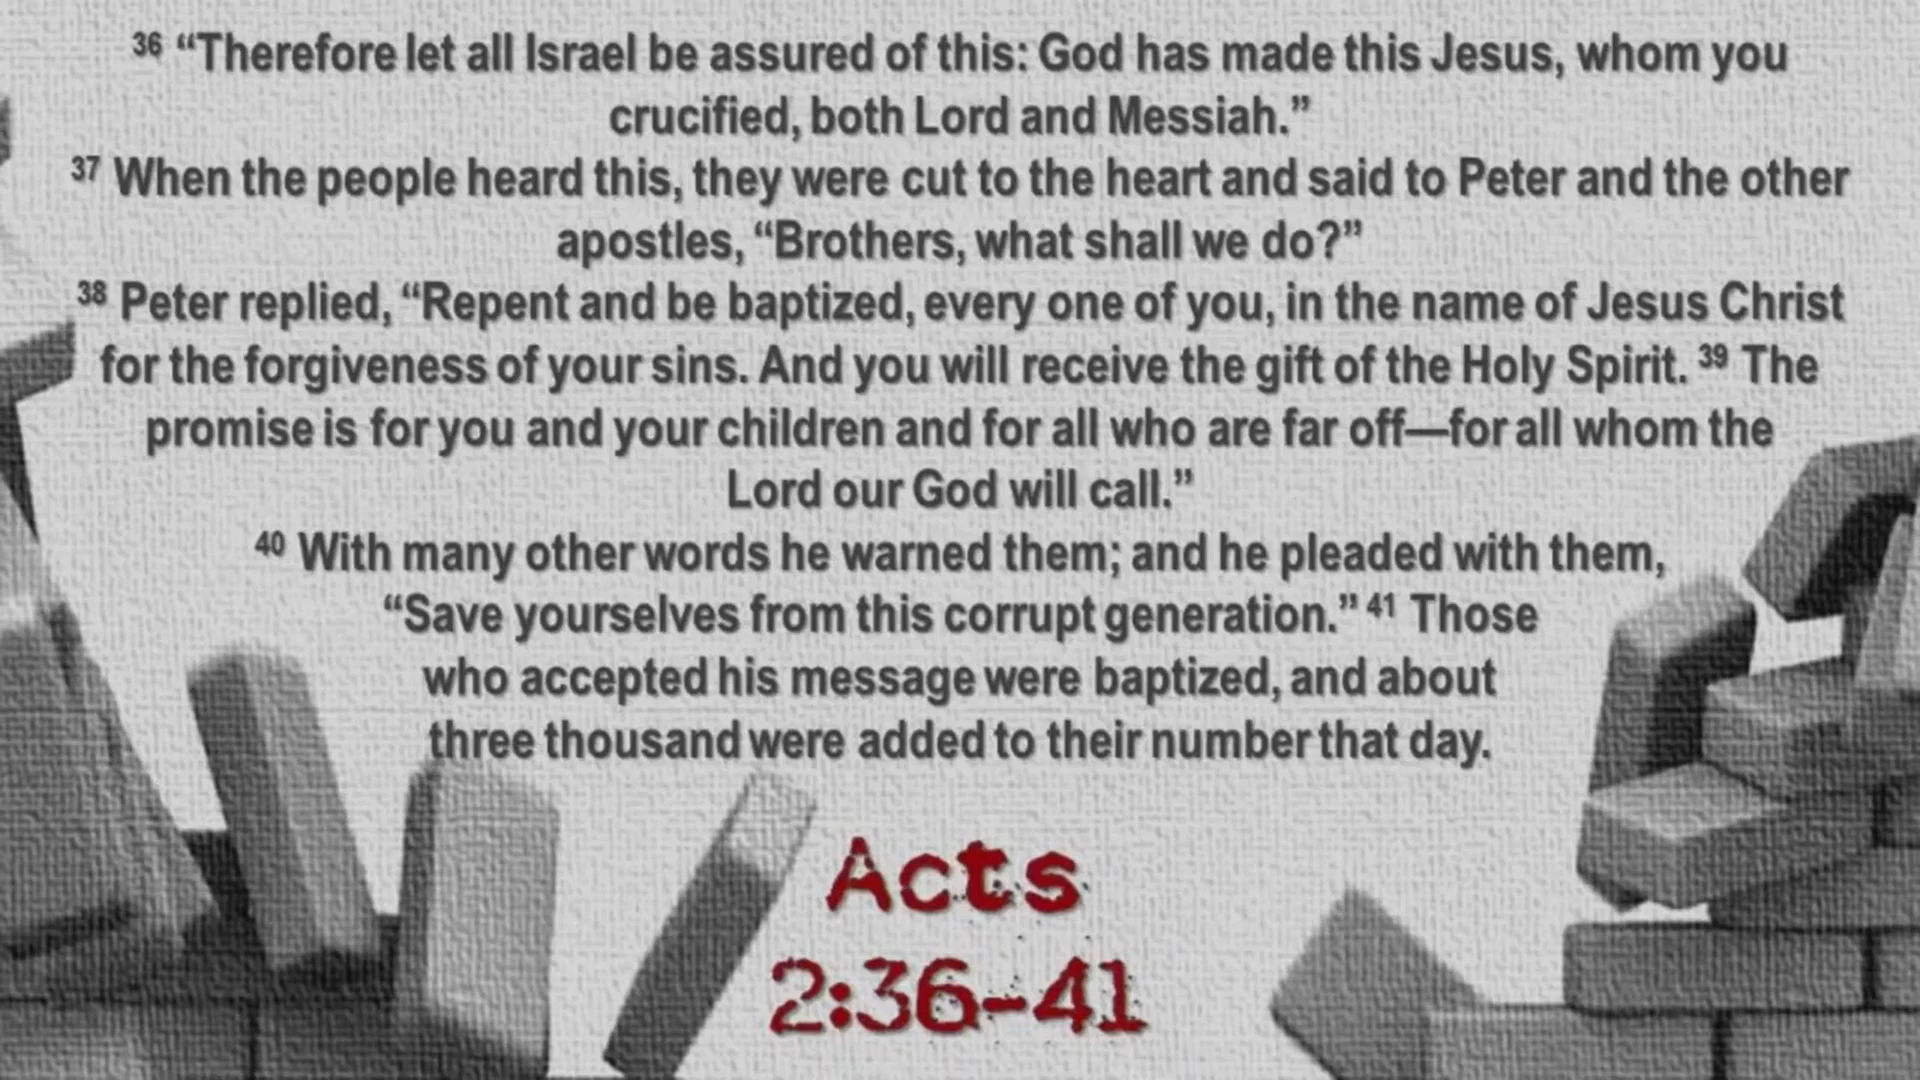 36 “Therefore let all Israel be assured of this: God has made this Jesus, whom you
crucified, both Lord and Messiah.”
37 When the people heard this, they were cut to the heart and said to Peter and the other
apostles, “Brothers, what shall we do?”
38 Peter replied, “Repent and be baptized, every one of you, in the name of Jesus Christ
for the forgiveness of your sins. And you will receive the gift of the Holy Spirit. 39 The
promise is for you and your children and for all who are far off—for all whom the
Lord our God will call.”
40 With many other words he warned them; and he pleaded with them,
“Save yourselves from this corrupt generation.” 41 Those
who accepted his message were baptized, and about
three thousand were added to their number that day.
Acts
2:36-41